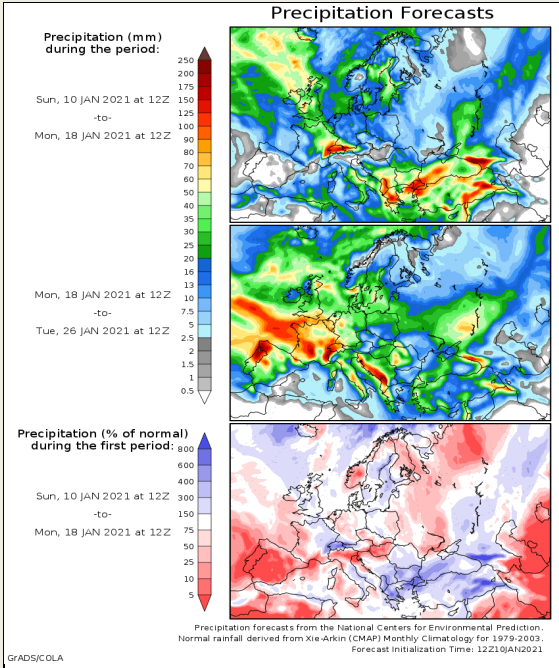 Precipitation Forecasts
Precipitation (mm)
during the period:
250
200
175
150
125
100
90
80
70
60
50
40
35
30
25
20
16
13
10
7.5
5
2.5
2
1.5
1
0.5
Sun, 10 JAN 2021 at 12Z
-to-
Mon, 18 JAN 2021 at 12Z
Mon, 18 JAN 2021 at 12Z
-to-
Tue, 26 JAN 2021 at 12Z
Precipitation (% of normal)
during the first period:
800
600
400
300
150
75
50
25
10
5
Sun, 10 JAN 2021 at 12Z
-to-
Mon, 18 JAN 2021 at 12Z
Precipitation forecasts from the National Centers for Environmental Prediction.
Normal rainfall derived from Xie-Arkin (CMAP) Monthly Climatology for 1979-2003.
Forecast Initialization Time: 12Z10JAN2021
GrADS/COLA